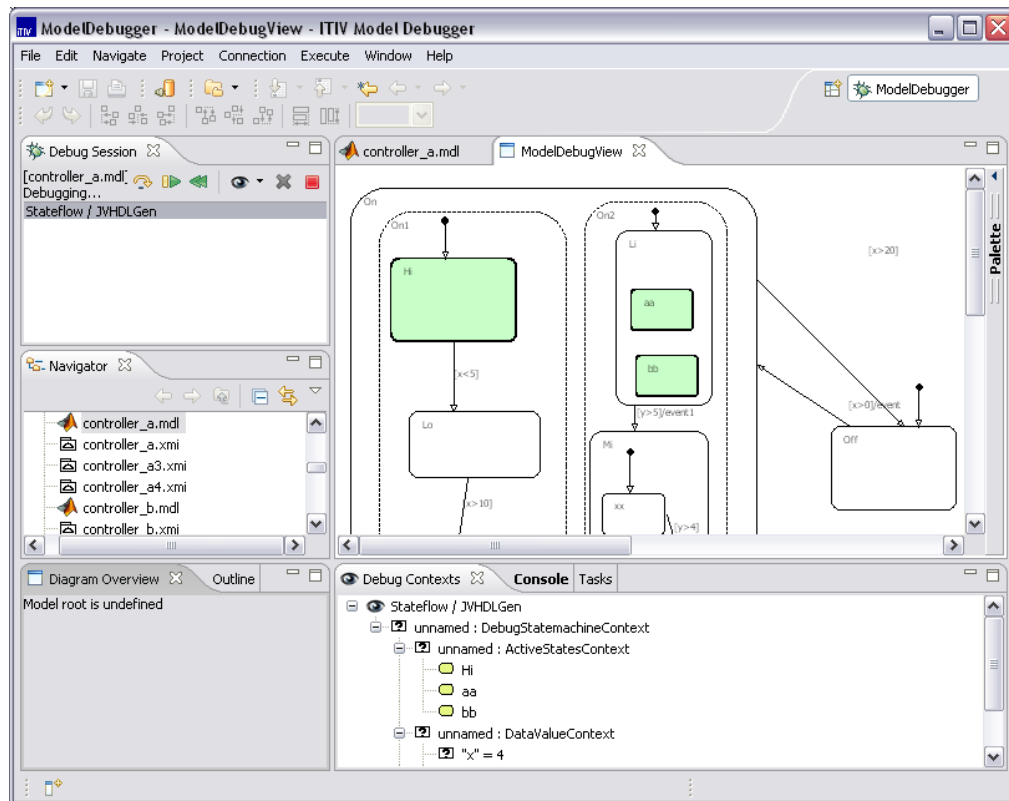 ITIV ModelDebugger - ModelDebugView - ITIV Model Debugger
File Edit Navigate Project Connection Execute Window Help
ModelDebugger
Debug Session
[controller_a.mdl]
Debugging...
Stateflow / JVHDLGen
Navigator
controller_a.mdl
controller_a.xmi
controller_a3.xmi
controller_a4.xmi
controller_b.mdl
controller_b.xmi
Diagram Overview Outline
Model root is undefined
controller_a.mdl ModelDebugView
On
On1
Hi
[x<5]
Lo
[x>10]
On2
Li
aa
bb
[y>5]/event1
Mi
xx
[y>4]
[x>20]
[x>0]/event
Off
Palette
Debug Contexts Console Tasks
Stateflow / JVHDLGen
unnamed : DebugStatemachineContext
unnamed : ActiveStatesContext
Hi
aa
bb
unnamed : DataValueContext
"x" = 4